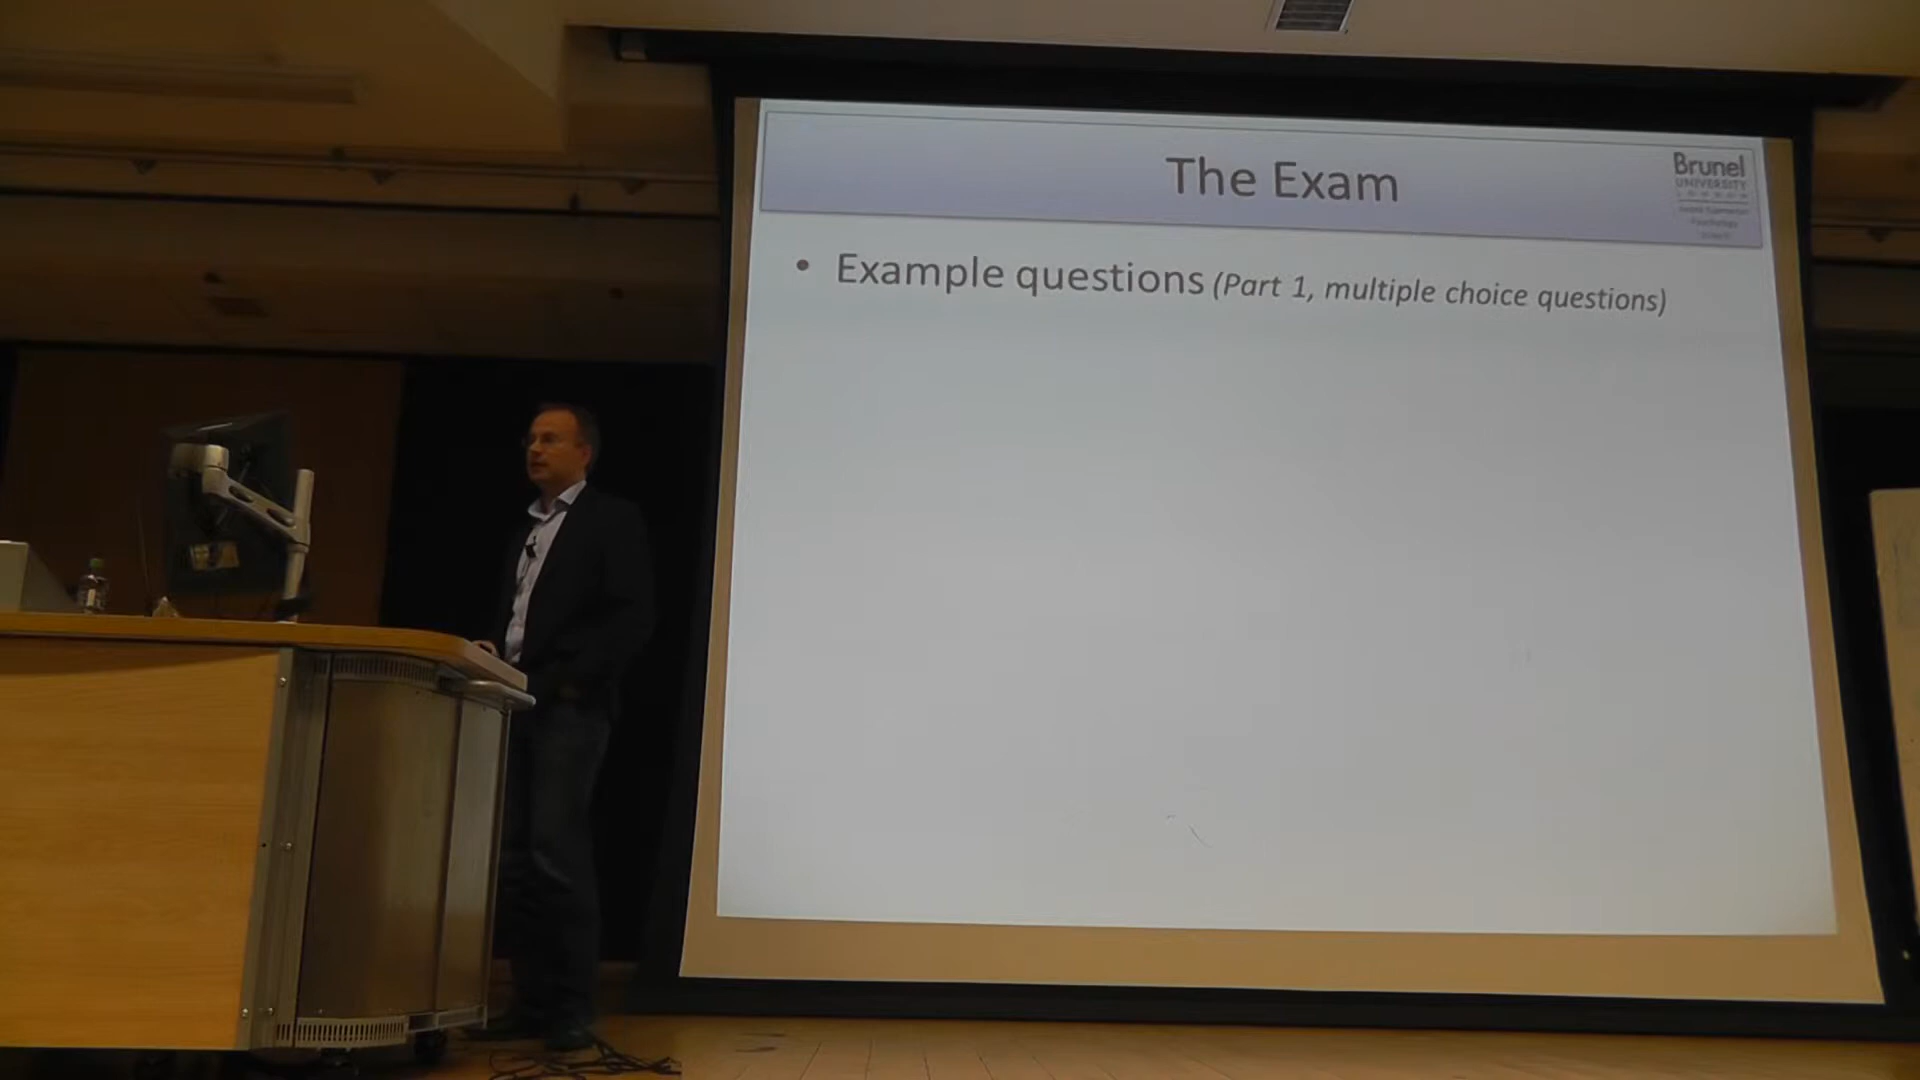 The Exam
Brunel
UNIVERSITY
• Example questions (Part 1, multiple choice questions)